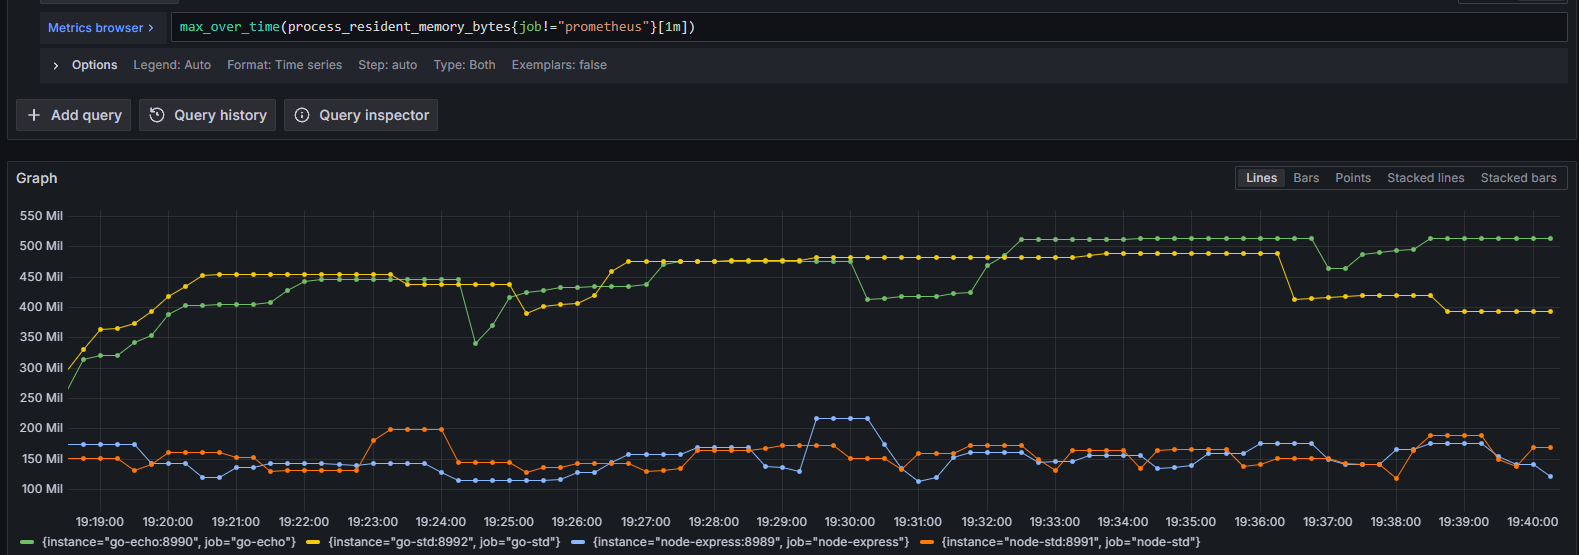 Metrics browser >
max_over_time(process_resident_memory_bytes{job!="prometheus"}[1m])
> Options Legend: Auto Format: Time series Step: auto Type: Both Exemplars: false
+ Add query Query history Query inspector
Graph
Lines Bars Points Stacked lines Stacked bars
550 Mil
500 Mil
450 Mil
400 Mil
350 Mil
300 Mil
250 Mil
200 Mil
150 Mil
100 Mil
19:19:00 19:20:00 19:21:00 19:22:00 19:23:00 19:24:00 19:25:00 19:26:00 19:27:00 19:28:00 19:29:00 19:30:00 19:31:00 19:32:00 19:33:00 19:34:00 19:35:00 19:36:00 19:37:00 19:38:00 19:39:00 19:40:00
{instance="go-echo:8990", job="go-echo"} {instance="go-std:8992", job="go-std"} {instance="node-express:8989", job="node-express"} {instance="node-std:8991", job="node-std"}